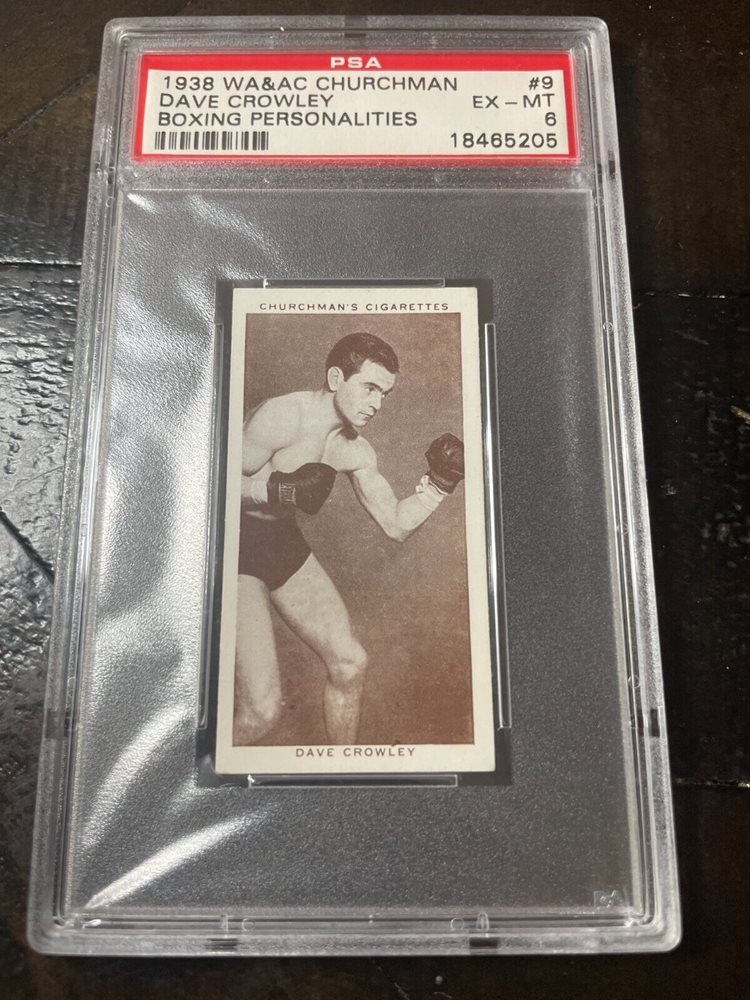 PSA
1938 WA&AC CHURCHMAN #9
DAVE CROWLEY EX - MT
BOXING PERSONALITIES 6
18465205
CHURCHMAN'S CIGARETTES
DAVE CROWLEY